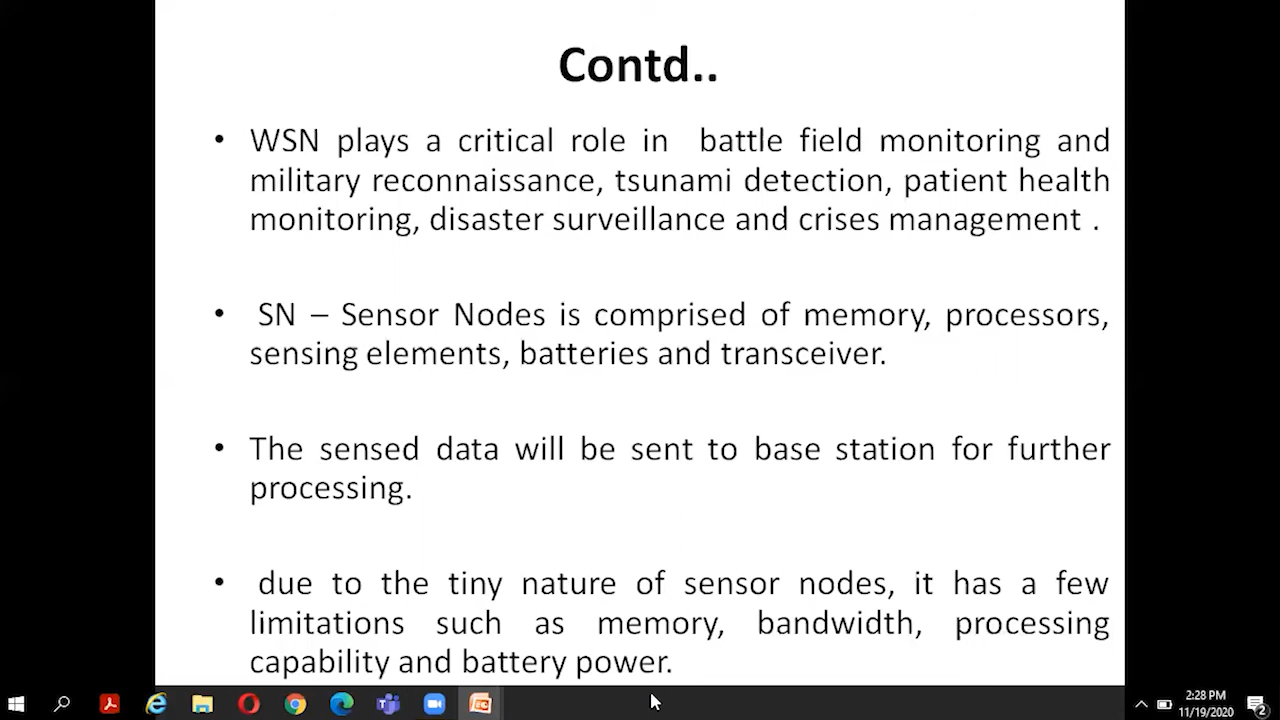 Contd..
• WSN plays a critical role in battle field monitoring and
military reconnaissance, tsunami detection, patient health
monitoring, disaster surveillance and crises management .
• SN – Sensor Nodes is comprised of memory, processors,
sensing elements, batteries and transceiver.
• The sensed data will be sent to base station for further
processing.
• due to the tiny nature of sensor nodes, it has a few
limitations such as memory, bandwidth, processing
capability and battery power.
2:28 PM
11/19/2020
2